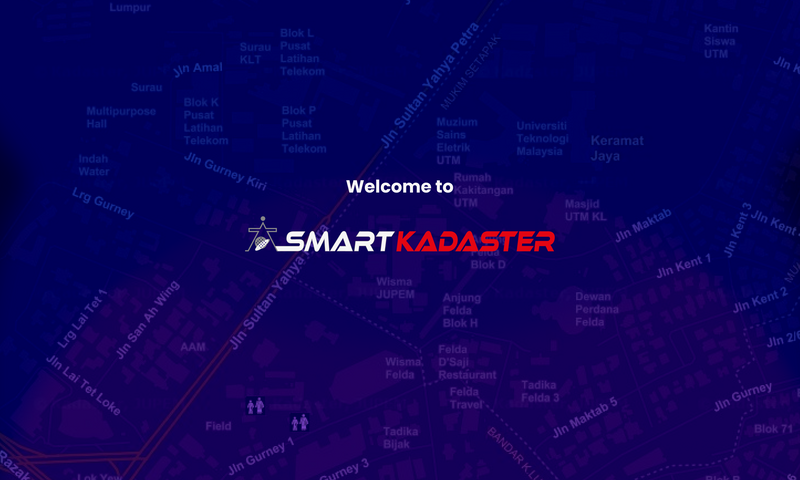 Lumpur
Blok L
Pusat
Latihan
Telekom
Surau
KLT
Jln Amal
Surau
Multipurpose
Hall
Blok K
Pusat
Latihan
Telekom
Blok P
Pusat
Latihan
Telekom
Indah
Water
Jln Gurney Kiri
Lrg Gurney
Jln Sultan Yahya Petra
MUKIM SETAPAK
Kantin
Siswa
UTM
Muzium
Sains
Eletrik
UTM
Universiti
Teknologi
Malaysia
Keramat
Jaya
Rumah
Kakitangan
UTM
Masjid
UTM KL
Welcome to
SMARTKADASTER
Jln Maktab
Jln Kent 3
Jln Kent 1
Jln Kent 2
Felda
Blok D
Wisma
JUPEM
Anjung
Felda
Blok H
Dewan
Perdana
Felda
Lrg Lai Tet 1
Jln San Ah Wing
Jln Sultan Yahya
AAM
Jln Lai Tet Loke
Wisma
Felda
Felda
D'Saji
Restaurant
Felda
Travel
Tadika
Felda 3
Jln Maktab 5
Jln Gurney
Blok 71
Field
Jln Gurney 1
Gurney 3
Tadika
Bijak
BANDAR KU
Razak
Lok Yew